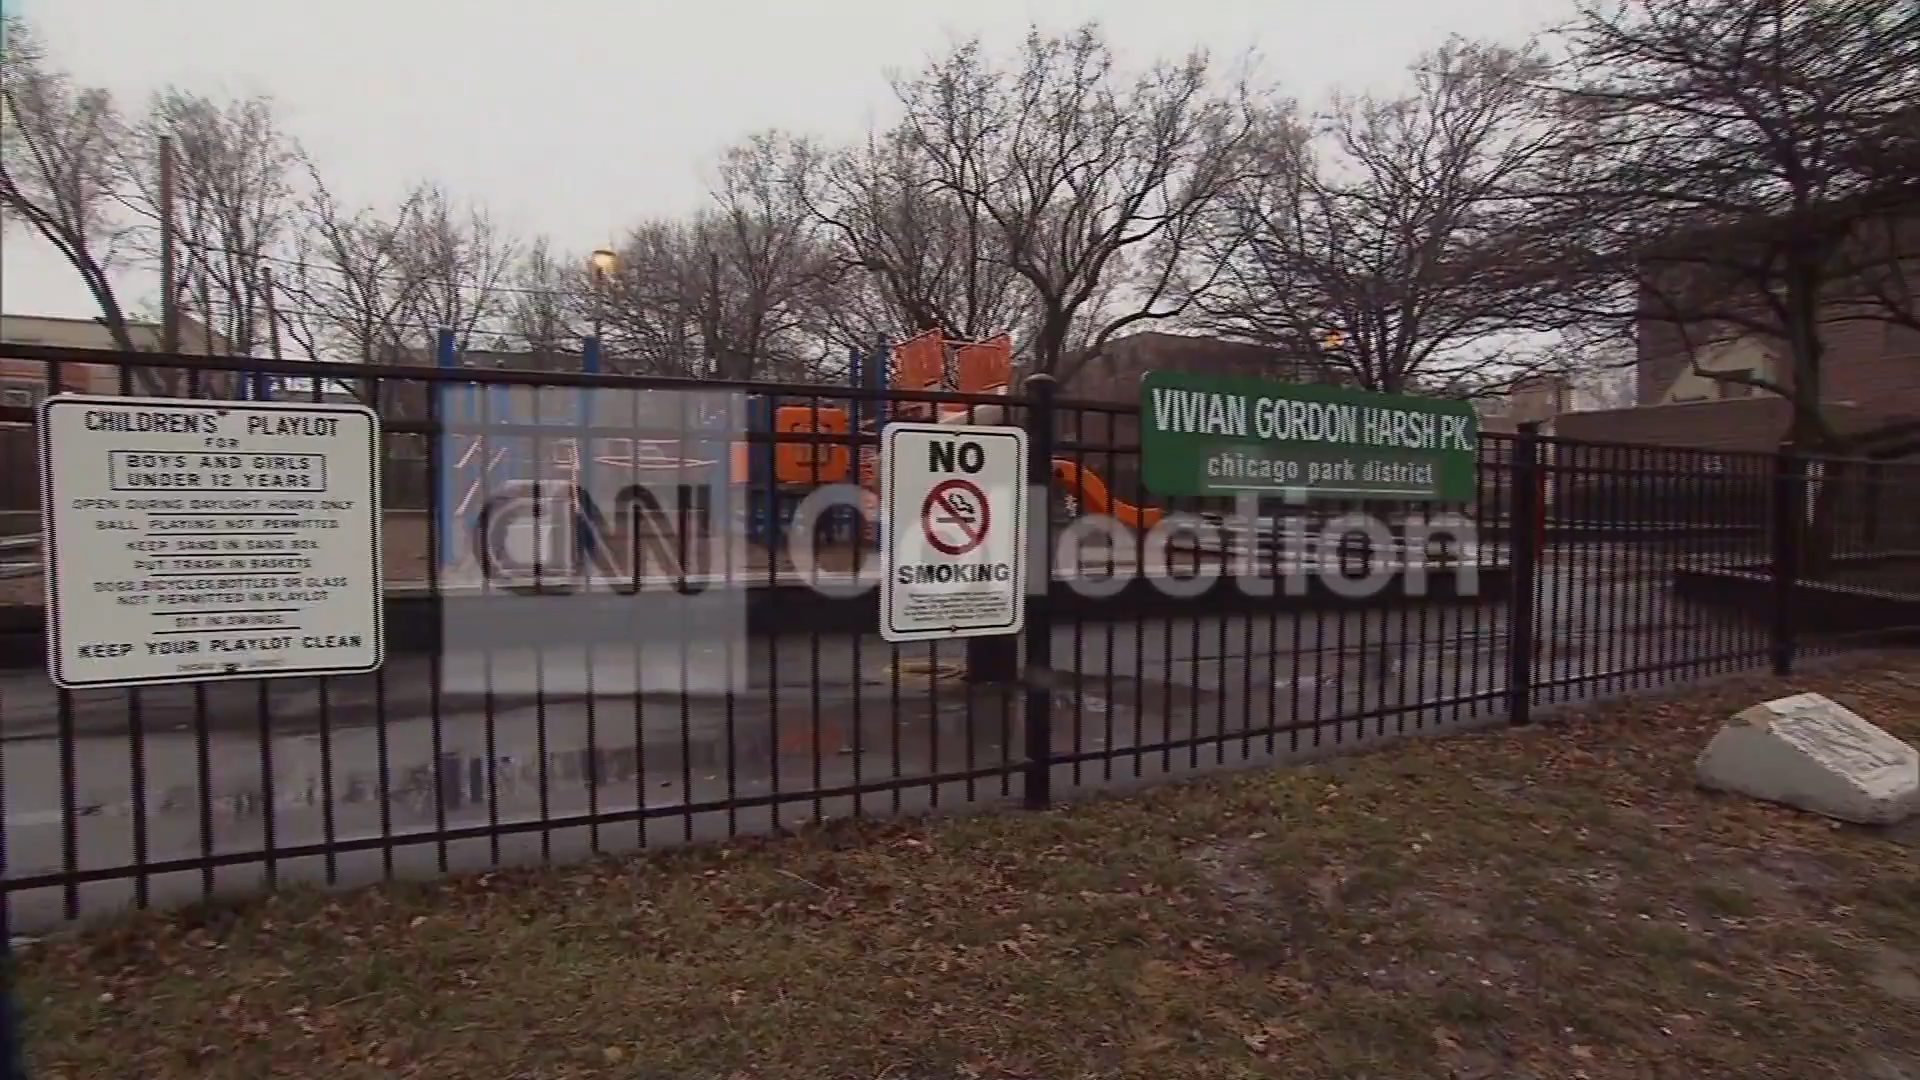 CHILDREN'S PLAYLOT
FOR
BOYS AND GIRLS
UNDER 12 YEARS
OPEN DURING DAYLIGHT HOURS ONLY
BALL PLAYING NOT PERMITTED
KEEP SAND IN SAND BOX
PUT TRASH IN BASKETS
DOGS, BICYCLES, BOTTLES OR GLASS
NOT PERMITTED IN PLAYLOT
SIT IN SWINGS
KEEP YOUR PLAYLOT CLEAN
NO
SMOKING
VIVIAN GORDON HARSH PK.
chicago park district
CNN Collection